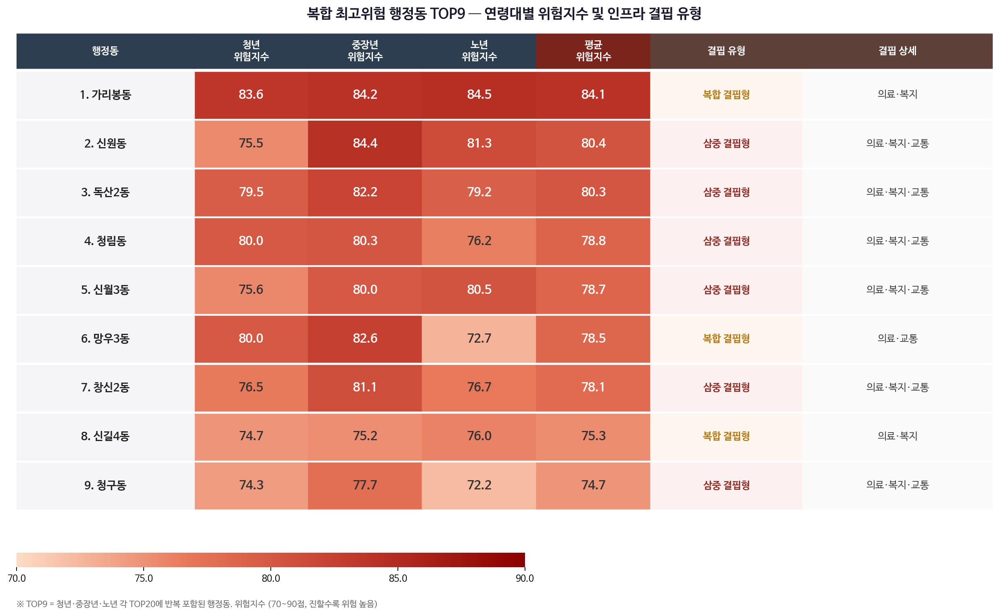 복합 최고위험 행정동 TOP9 — 연령대별 위험지수 및 인프라 결핍 유형
행정동 청년 위험지수 중장년 위험지수 노년 위험지수 평균 위험지수 결핍 유형 결핍 상세
1. 가리봉동 83.6 84.2 84.5 84.1 복합 결핍형 의료·복지
2. 신원동 75.5 84.4 81.3 80.4 삼중 결핍형 의료·복지·교통
3. 독산2동 79.5 82.2 79.2 80.3 삼중 결핍형 의료·복지·교통
4. 청림동 80.0 80.3 76.2 78.8 삼중 결핍형 의료·복지·교통
5. 신월3동 75.6 80.0 80.5 78.7 삼중 결핍형 의료·복지·교통
6. 망우3동 80.0 82.6 72.7 78.5 복합 결핍형 의료·교통
7. 창신2동 76.5 81.1 76.7 78.1 삼중 결핍형 의료·복지·교통
8. 신길4동 74.7 75.2 76.0 75.3 복합 결핍형 의료·복지
9. 청구동 74.3 77.7 72.2 74.7 삼중 결핍형 의료·복지·교통
70.0 75.0 80.0 85.0 90.0
※ TOP9 = 청년·중장년·노년 각 TOP20에 반복 포함된 행정동. 위험지수 (70~90점, 진할수록 위험 높음)